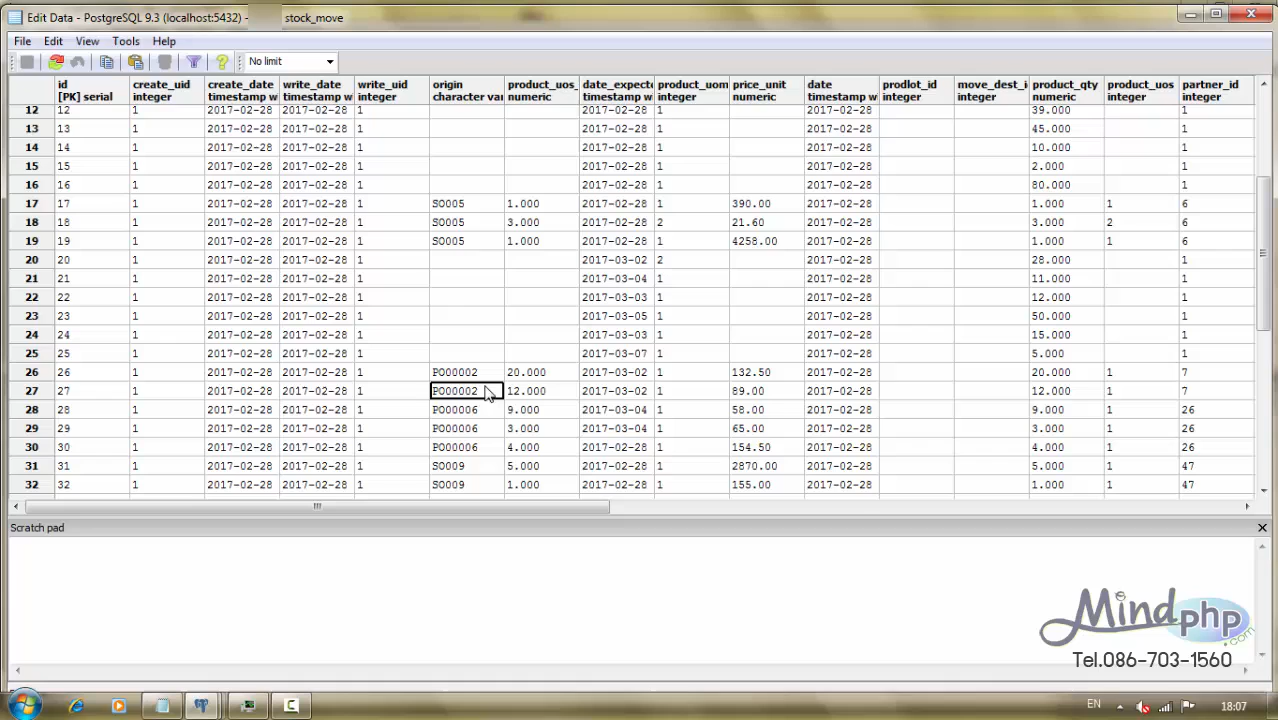 Edit Data - PostgreSQL 9.3 (localhost:5432) - stock_move
File Edit View Tools Help
No limit
id create_uid create_date write_date write_uid origin product_uos_ date_expecte product_uom price_unit date prodlot_id move_dest_i product_qty product_uos partner_id
[PK] serial integer timestamp w timestamp w integer character var numeric timestamp w integer numeric timestamp w integer integer numeric integer integer
12 12 1 2017-02-28 2017-02-28 1 2017-02-28 1 2017-02-28 39.000 1
13 13 1 2017-02-28 2017-02-28 1 2017-02-28 1 2017-02-28 45.000 1
14 14 1 2017-02-28 2017-02-28 1 2017-02-28 1 2017-02-28 10.000 1
15 15 1 2017-02-28 2017-02-28 1 2017-02-28 1 2017-02-28 2.000 1
16 16 1 2017-02-28 2017-02-28 1 2017-02-28 1 2017-02-28 80.000 1
17 17 1 2017-02-28 2017-02-28 1 SO005 1.000 2017-02-28 1 390.00 2017-02-28 1.000 1 6
18 18 1 2017-02-28 2017-02-28 1 SO005 3.000 2017-02-28 2 21.60 2017-02-28 3.000 2 6
19 19 1 2017-02-28 2017-02-28 1 SO005 1.000 2017-02-28 1 4258.00 2017-02-28 1.000 1 6
20 20 1 2017-02-28 2017-02-28 1 2017-03-02 2 2017-02-28 28.000 1
21 21 1 2017-02-28 2017-02-28 1 2017-03-04 1 2017-02-28 11.000 1
22 22 1 2017-02-28 2017-02-28 1 2017-03-03 1 2017-02-28 12.000 1
23 23 1 2017-02-28 2017-02-28 1 2017-03-05 1 2017-02-28 50.000 1
24 24 1 2017-02-28 2017-02-28 1 2017-03-03 1 2017-02-28 15.000 1
25 25 1 2017-02-28 2017-02-28 1 2017-03-07 1 2017-02-28 5.000 1
26 26 1 2017-02-28 2017-02-28 1 PO00002 20.000 2017-03-02 1 132.50 2017-02-28 20.000 1 7
27 27 1 2017-02-28 2017-02-28 1 PO00002 12.000 2017-03-02 1 89.00 2017-02-28 12.000 1 7
28 28 1 2017-02-28 2017-02-28 1 PO00006 9.000 2017-03-04 1 58.00 2017-02-28 9.000 1 26
29 29 1 2017-02-28 2017-02-28 1 PO00006 3.000 2017-03-04 1 65.00 2017-02-28 3.000 1 26
30 30 1 2017-02-28 2017-02-28 1 PO00006 4.000 2017-02-28 1 154.50 2017-02-28 4.000 1 26
31 31 1 2017-02-28 2017-02-28 1 SO009 5.000 2017-02-28 1 2870.00 2017-02-28 5.000 1 47
32 32 1 2017-02-28 2017-02-28 1 SO009 1.000 2017-02-28 1 155.00 2017-02-28 1.000 1 47
Scratch pad
Mindphp
.com
Tel.086-703-1560
EN 18:07